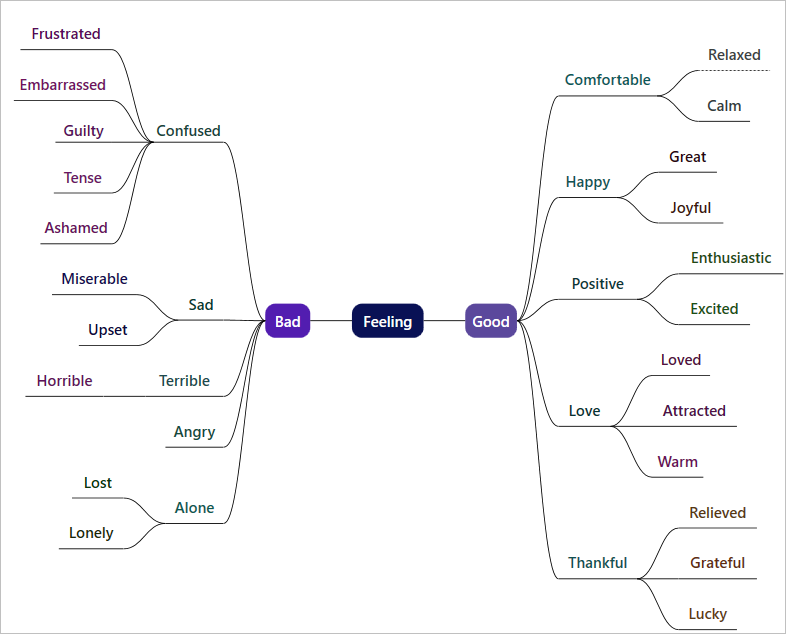 Frustrated
Embarrassed
Guilty
Tense
Ashamed
Confused
Miserable
Upset
Sad
Horrible
Terrible
Angry
Lost
Lonely
Alone
Bad
Feeling
Good
Comfortable
Relaxed
Calm
Happy
Great
Joyful
Positive
Enthusiastic
Excited
Love
Loved
Attracted
Warm
Thankful
Relieved
Grateful
Lucky